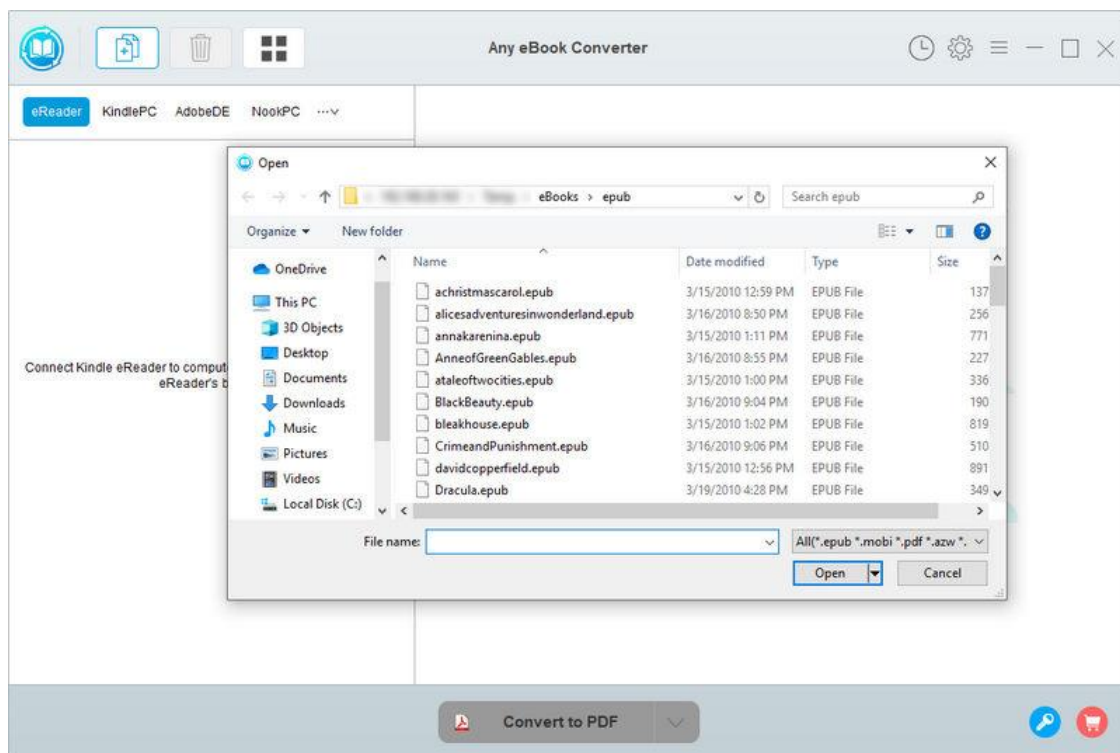 Any eBook Converter
eReader KindlePC AdobeDE NookPC
Open
eBooks > epub
Search epub
Organize New folder
Name Date modified Type Size
OneDrive
This PC
3D Objects
Desktop
Documents
Downloads
Music
Pictures
Videos
Local Disk (C:)
achristmascarol.epub 3/15/2010 12:59 PM EPUB File 137
alicesadventuresinwonderland.epub 3/16/2010 8:50 PM EPUB File 256
annakarenina.epub 3/15/2010 1:11 PM EPUB File 771
AnneofGreenGables.epub 3/16/2010 8:55 PM EPUB File 227
ataleoftwocities.epub 3/15/2010 1:00 PM EPUB File 336
BlackBeauty.epub 3/16/2010 9:04 PM EPUB File 190
bleakhouse.epub 3/15/2010 1:02 PM EPUB File 819
CrimeandPunishment.epub 3/16/2010 9:06 PM EPUB File 510
davidcopperfield.epub 3/15/2010 12:56 PM EPUB File 891
Dracula.epub 3/19/2010 4:28 PM EPUB File 349
Connect Kindle eReader to comput
eReader's b
File name:
All(*.epub *.mobi *.pdf *.azw *.
Open Cancel
Convert to PDF